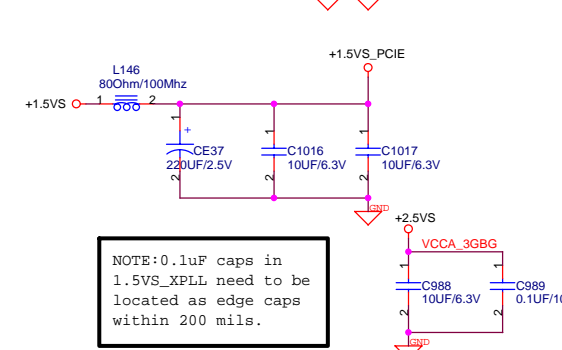 +1.5VS_PCIE
L146
80Ohm/100Mhz
+1.5VS 1 2
1 + 1 1
CE37 C1016 C1017
220UF/2.5V 10UF/6.3V 10UF/6.3V
2 2 2
GND
+2.5VS
VCCA_3GBG
NOTE:0.1uF caps in
1.5VS_XPLL need to be
located as edge caps
within 200 mils.
1 1
C988 C989
10UF/6.3V 0.1UF/10
2 2
GND